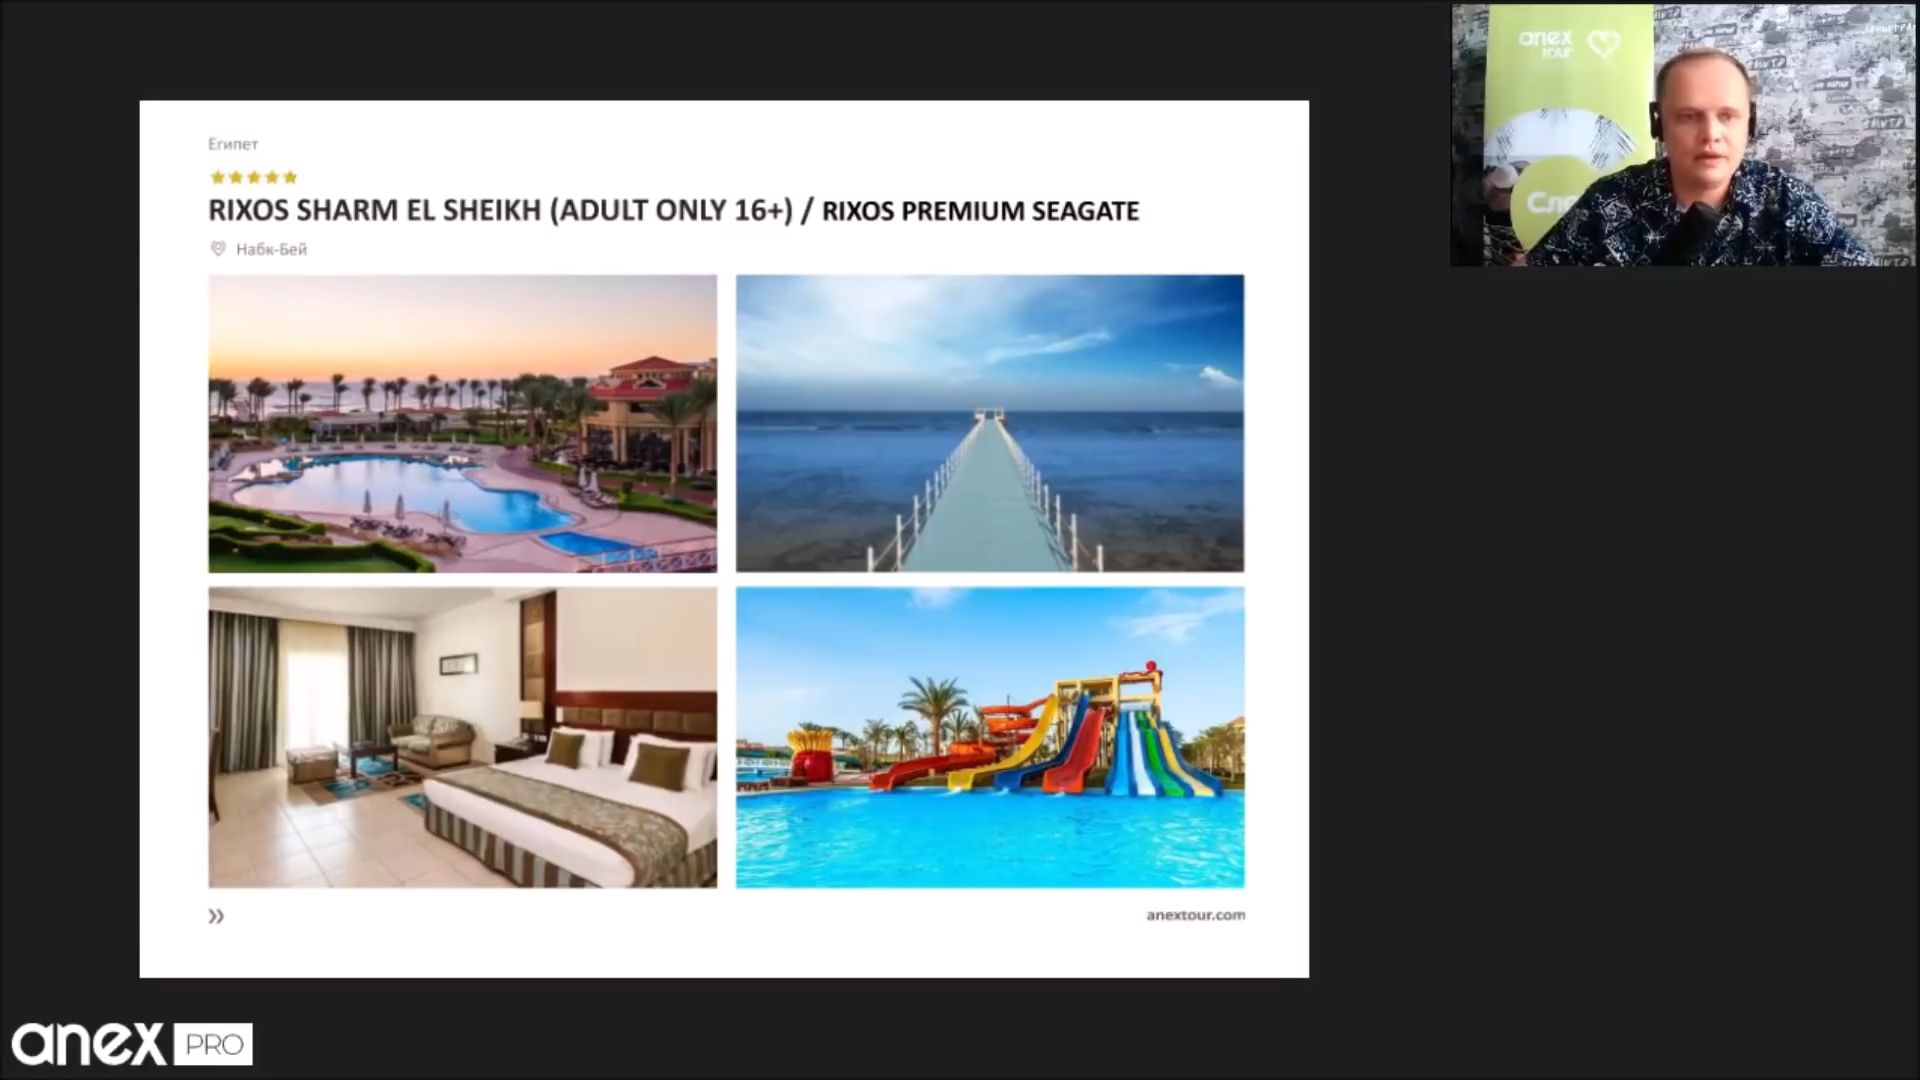 Египет
RIXOS SHARM EL SHEIKH (ADULT ONLY 16+) / RIXOS PREMIUM SEAGATE
Набк-Бей
anextour.com
anex PRO
anex
tour